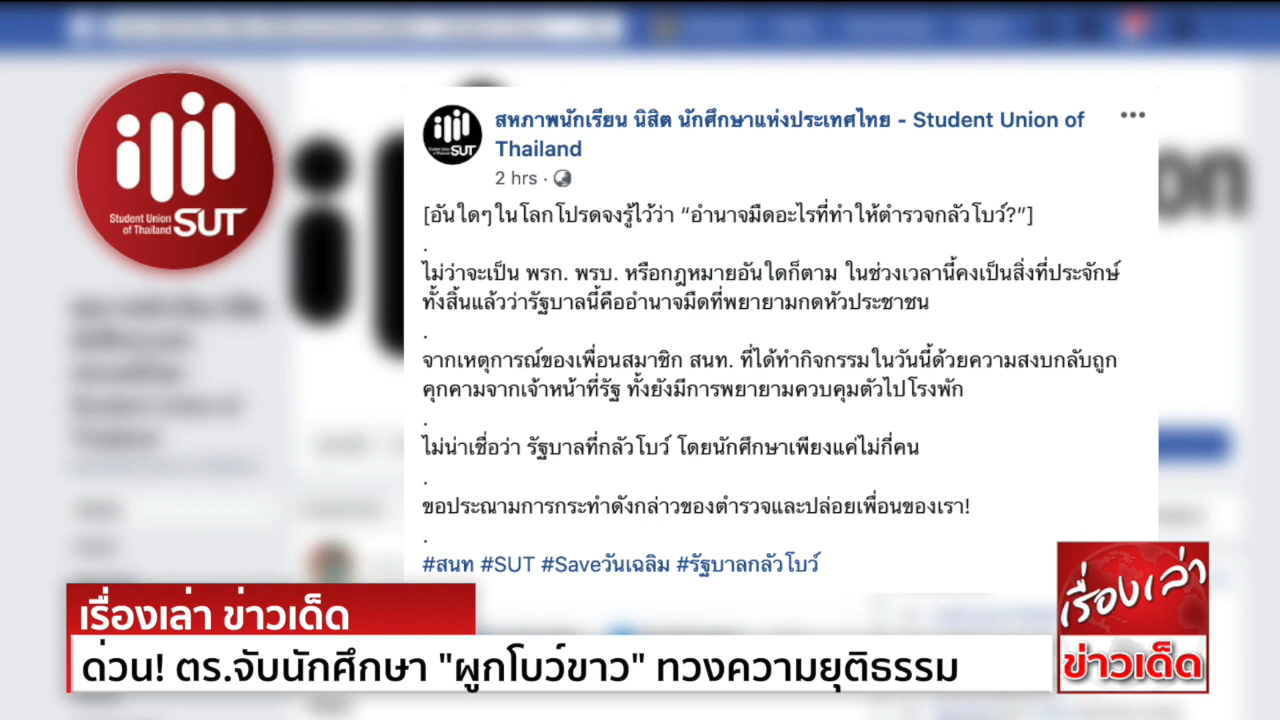 Student Union
of Thailand SUT
Student Union
of Thailand SUT
สหภาพนักเรียน นิสิต นักศึกษาแห่งประเทศไทย - Student Union of
Thailand
2 hrs ·
[อันใดๆในโลกโปรดจงรู้ไว้ว่า “อำนาจมืดอะไรที่ทำให้ตำรวจกลัวโบว์?”]
.
ไม่ว่าจะเป็น พรก. พรบ. หรือกฎหมายอันใดก็ตาม ในช่วงเวลานี้คงเป็นสิ่งที่ประจักษ์
ทั้งสิ้นแล้วว่ารัฐบาลนี้คืออำนาจมืดที่พยายามกดหัวประชาชน
.
จากเหตุการณ์ของเพื่อนสมาชิก สนท. ที่ได้ทำกิจกรรมในวันนี้ด้วยความสงบกลับถูก
คุกคามจากเจ้าหน้าที่รัฐ ทั้งยังมีการพยายามควบคุมตัวไปโรงพัก
.
ไม่น่าเชื่อว่า รัฐบาลที่กลัวโบว์ โดยนักศึกษาเพียงแค่ไม่กี่คน
.
ขอประณามการกระทำดังกล่าวของตำรวจและปล่อยเพื่อนของเรา!
.
#สนท #SUT #Saveวันเฉลิม #รัฐบาลกลัวโบว์
เรื่องเล่า ข่าวเด็ด
ด่วน! ตร.จับนักศึกษา "ผูกโบว์ขาว" ทวงความยุติธรรม
เรื่องเล่า
ข่าวเด็ด